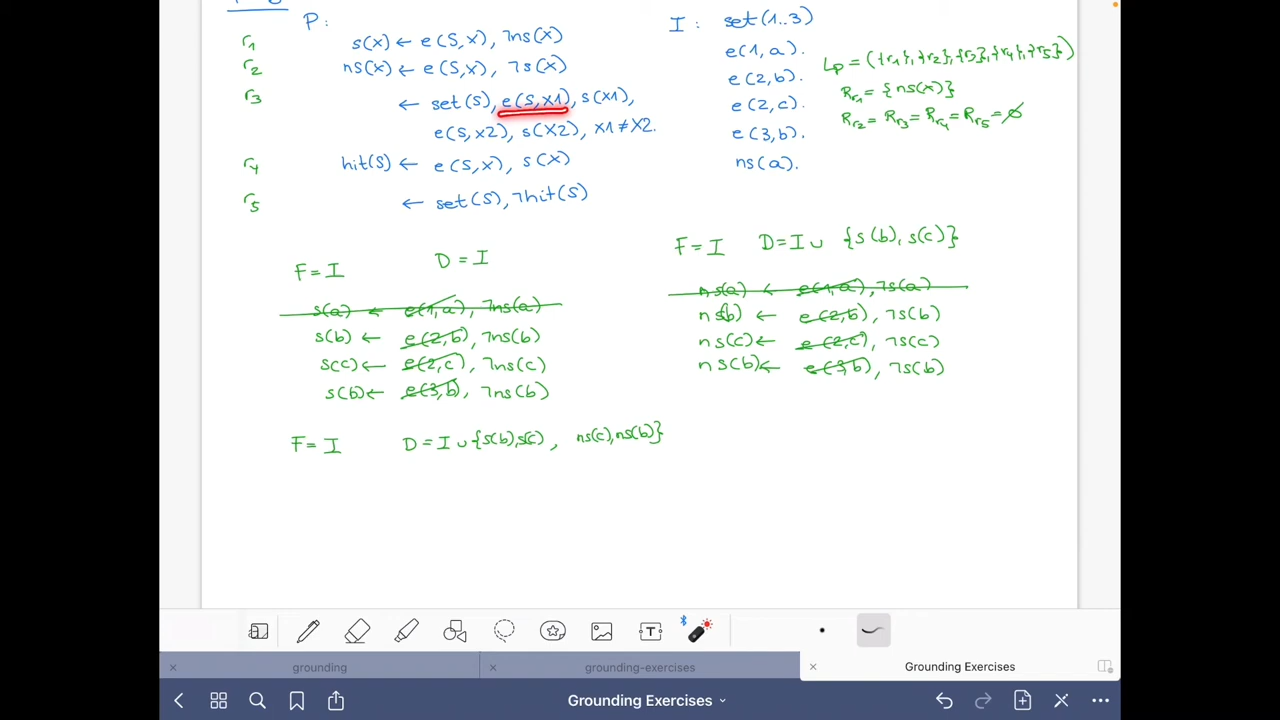 P:
r1 s(X) ← e(S,X), ¬ns(X)
r2 ns(X) ← e(S,X), ¬s(X)
r3 ← set(S), e(S,X1), s(X1),
e(S,X2), s(X2), X1≠X2.
r4 hit(S) ← e(S,X), s(X)
r5 ← set(S), ¬hit(S)
I: set(1..3)
e(1,a).
e(2,b).
e(2,c).
e(3,b).
ns(a).
Lp = ({r1},{r2},{r3},{r4},{r5})
Rr1 = {ns(X)}
Rr2 = Rr3 = Rr4 = Rr5 = ∅
F = I D = I
s(a) ← e(1,a), ¬ns(a)
s(b) ← e(2,b), ¬ns(b)
s(c) ← e(2,c), ¬ns(c)
s(b) ← e(3,b), ¬ns(b)
F = I D = I ∪ {s(b), s(c)}
ns(a) ← e(1,a), ¬s(a)
ns(b) ← e(2,b), ¬s(b)
ns(c) ← e(2,c), ¬s(c)
ns(b) ← e(3,b), ¬s(b)
F = I D = I ∪ {s(b),s(c), ns(c),ns(b)}
T
grounding
grounding-exercises
Grounding Exercises
Grounding Exercises